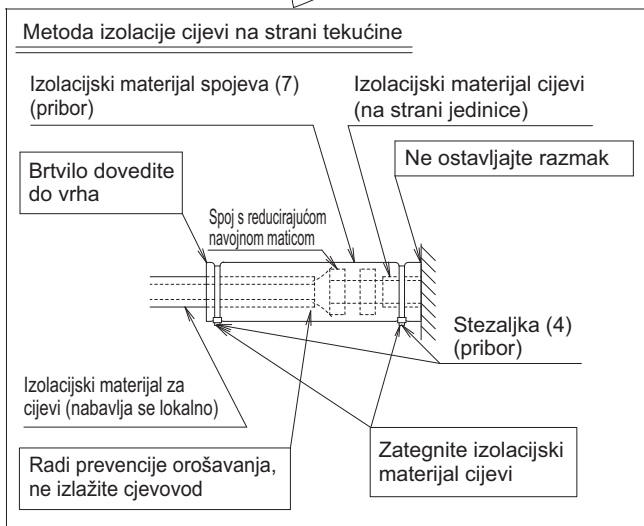 Metoda izolacije cijevi na strani tekućine
Izolacijski materijal spojeva (7)
(pribor)
Izolacijski materijal cijevi
(na strani jedinice)
Brtvilo dovedite
do vrha
Ne ostavljajte razmak
Spoj s reducirajućom
navojnom maticom
Stezaljka (4)
(pribor)
Izolacijski materijal za
cijevi (nabavlja se lokalno)
Radi prevencije orošavanja,
ne izlažite cjevovod
Zategnite izolacijski
materijal cijevi